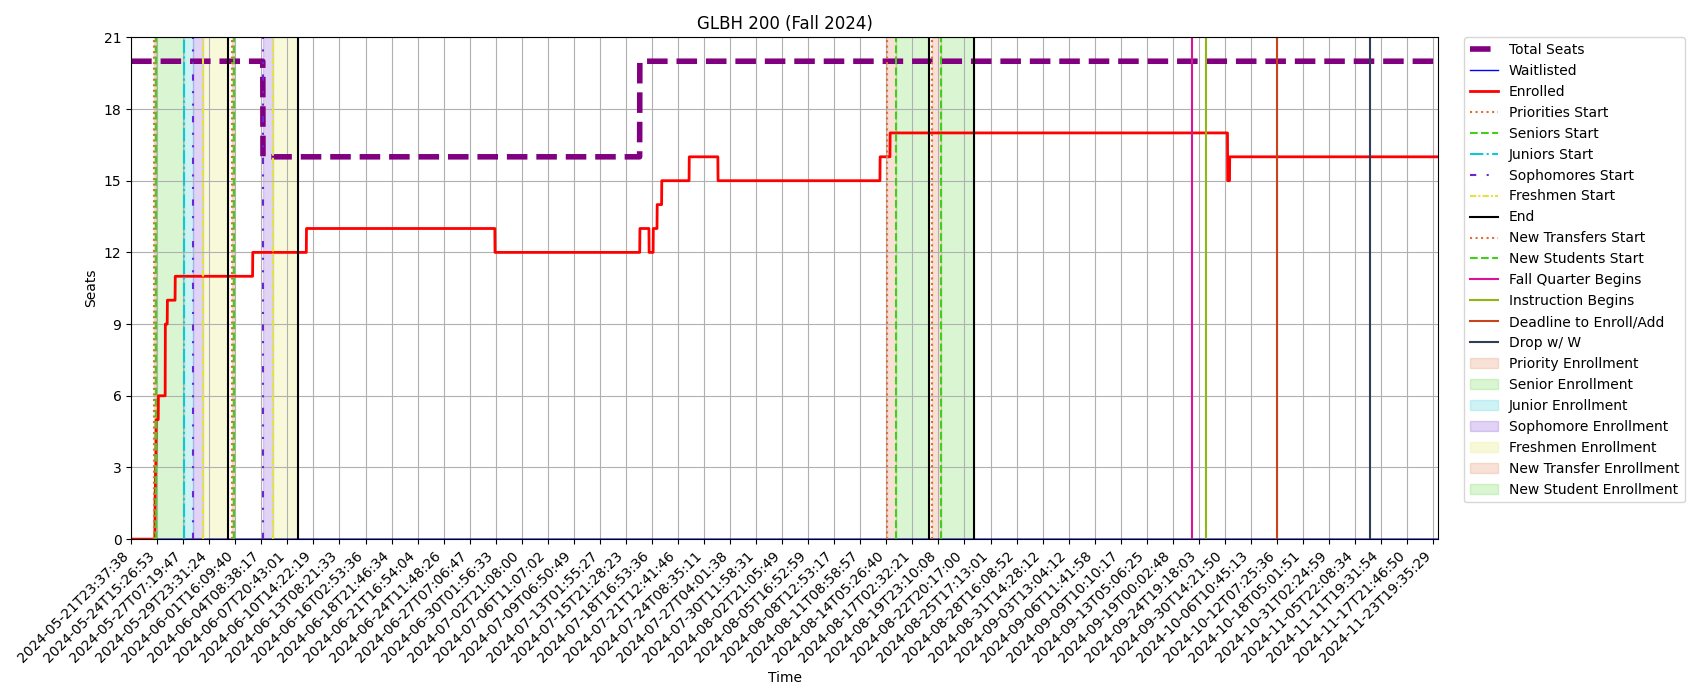 GLBH 200 (Fall 2024)
21
18
15
12
9
6
3
0
Seats
2024-05-21T23:37:38
2024-05-24T15:26:53
2024-05-27T07:19:47
2024-05-29T23:31:24
2024-06-01T16:09:40
2024-06-04T08:38:17
2024-06-07T20:43:01
2024-06-10T14:22:19
2024-06-13T08:21:33
2024-06-16T02:53:36
2024-06-18T21:46:34
2024-06-21T16:54:04
2024-06-24T11:48:26
2024-06-27T07:06:47
2024-06-30T01:56:33
2024-07-02T21:08:00
2024-07-06T11:07:02
2024-07-09T06:50:49
2024-07-13T01:55:27
2024-07-15T21:28:23
2024-07-18T16:53:36
2024-07-21T12:41:46
2024-07-24T08:35:11
2024-07-27T04:01:38
2024-07-30T11:58:31
2024-08-02T21:05:49
2024-08-05T16:52:59
2024-08-08T12:53:17
2024-08-11T08:58:57
2024-08-14T05:26:40
2024-08-17T02:32:21
2024-08-19T23:10:08
2024-08-22T20:17:00
2024-08-25T17:13:01
2024-08-28T16:08:52
2024-08-31T14:28:12
2024-09-03T13:04:12
2024-09-06T11:41:58
2024-09-09T10:10:17
2024-09-13T05:06:25
2024-09-19T00:02:48
2024-09-24T19:18:03
2024-09-30T14:21:50
2024-10-06T10:45:13
2024-10-12T07:25:36
2024-10-18T05:01:51
2024-10-31T02:24:59
2024-11-05T22:08:34
2024-11-11T19:31:54
2024-11-17T21:46:50
2024-11-23T19:35:29
Time
Total Seats
Waitlisted
Enrolled
Priorities Start
Seniors Start
Juniors Start
Sophomores Start
Freshmen Start
End
New Transfers Start
New Students Start
Fall Quarter Begins
Instruction Begins
Deadline to Enroll/Add
Drop w/ W
Priority Enrollment
Senior Enrollment
Junior Enrollment
Sophomore Enrollment
Freshmen Enrollment
New Transfer Enrollment
New Student Enrollment